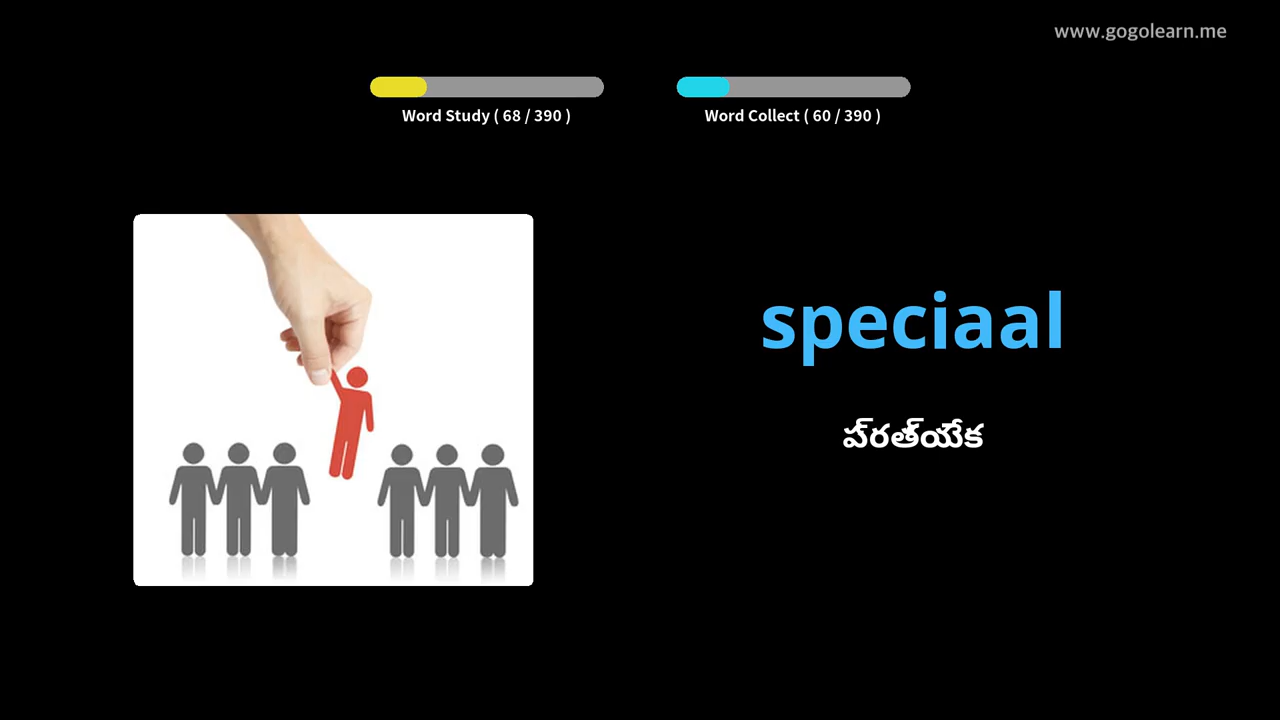 www.gogolearn.me
Word Study ( 68 / 390 )
Word Collect ( 60 / 390 )
speciaal
ప్రత్యేక